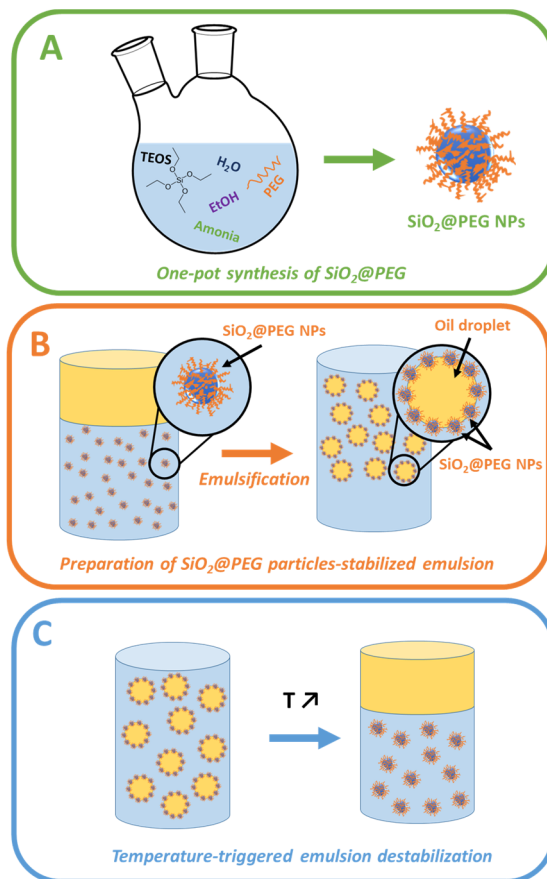 A
TEOS
H₂O
Si
O
O
O
O
PEG
EtOH
Amonia
SiO₂@PEG NPs
One-pot synthesis of SiO₂@PEG
B
SiO₂@PEG NPs
Oil droplet
Emulsification
SiO₂@PEG NPs
Preparation of SiO₂@PEG particles-stabilized emulsion
C
T ↗
Temperature-triggered emulsion destabilization